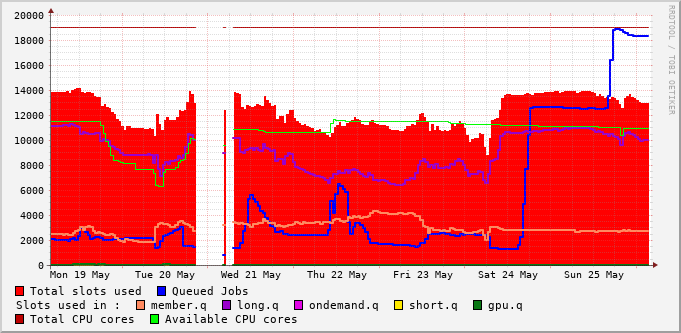 20000
18000
16000
14000
12000
10000
8000
6000
4000
2000
0
Mon 19 May Tue 20 May Wed 21 May Thu 22 May Fri 23 May Sat 24 May Sun 25 May
Total slots used Queued Jobs
Slots used in : member.q long.q ondemand.q short.q gpu.q
Total CPU cores Available CPU cores
RRDTOOL / TOBI OETIKER